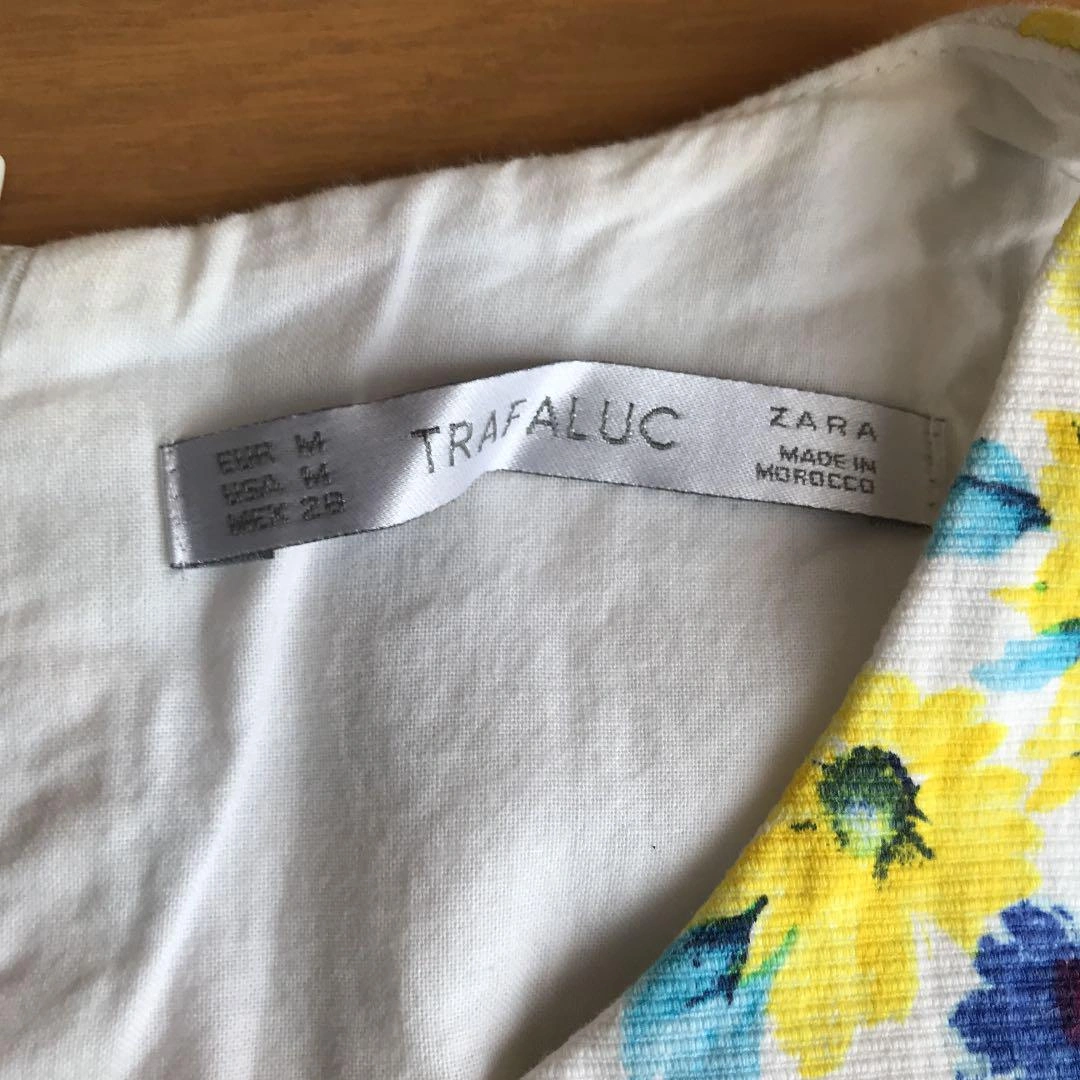 EUR M
USA M
MEX 28
TRAFALUC
ZARA
MADE IN
MOROCCO